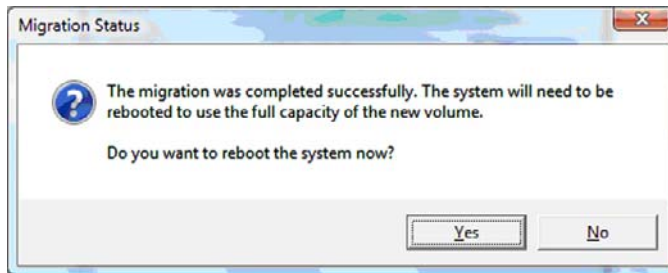 Migration Status
The migration was completed successfully. The system will need to be
rebooted to use the full capacity of the new volume.
Do you want to reboot the system now?
Yes
No